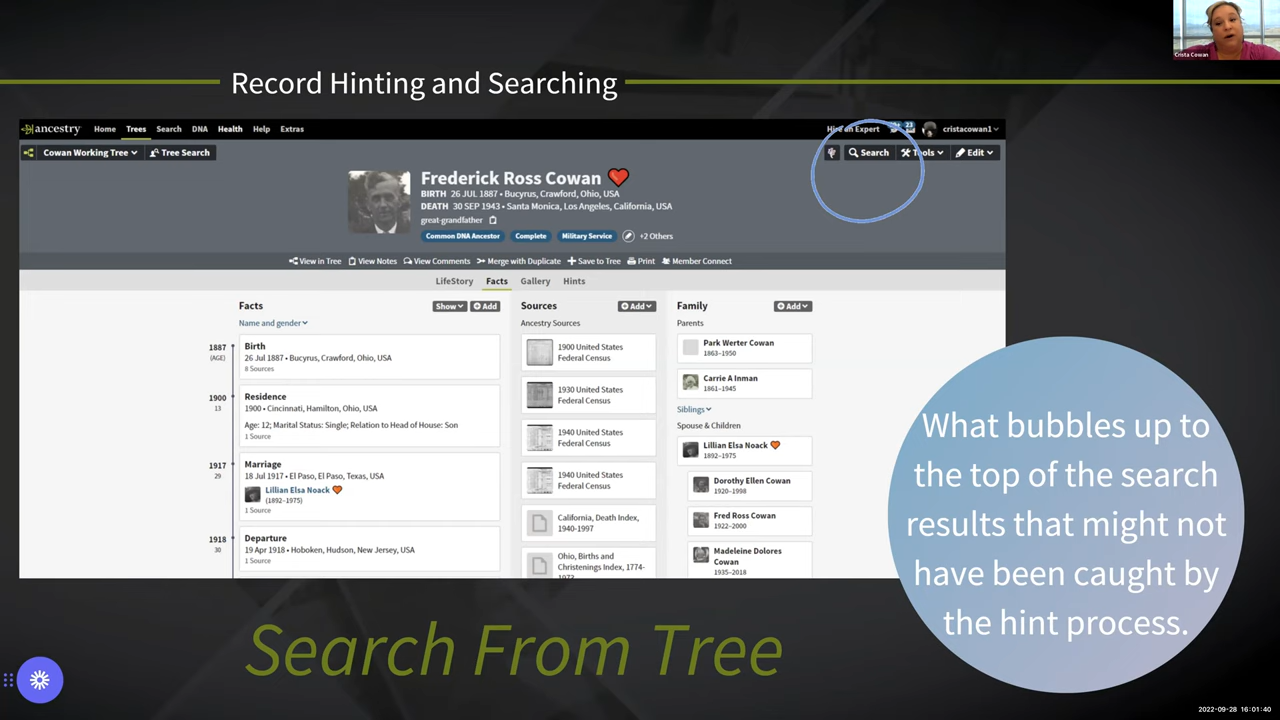 Crista Cowan
Record Hinting and Searching
ancestry Home Trees Search DNA Health Help Extras Hire an Expert 23 cristacowan1
Cowan Working Tree Tree Search Search Tools Edit
Frederick Ross Cowan
BIRTH 26 JUL 1887 • Bucyrus, Crawford, Ohio, USA
DEATH 30 SEP 1943 • Santa Monica, Los Angeles, California, USA
great-grandfather
Common DNA Ancestor Complete Military Service +2 Others
View in Tree View Notes View Comments Merge with Duplicate Save to Tree Print Member Connect
LifeStory Facts Gallery Hints
Facts Show Add
Name and gender
1887
(AGE)
Birth
26 Jul 1887 • Bucyrus, Crawford, Ohio, USA
8 Sources
1900
13
Residence
1900 • Cincinnati, Hamilton, Ohio, USA
Age: 12; Marital Status: Single; Relation to Head of House: Son
1 Source
1917
29
Marriage
18 Jul 1917 • El Paso, El Paso, Texas, USA
Lillian Elsa Noack
(1892–1975)
1 Source
1918
30
Departure
19 Apr 1918 • Hoboken, Hudson, New Jersey, USA
1 Source
Sources Add
Ancestry Sources
1900 United States
Federal Census
1930 United States
Federal Census
1940 United States
Federal Census
1940 United States
Federal Census
California, Death Index,
1940-1997
Ohio, Births and
Christenings Index, 1774-
1973
Family Add
Parents
Park Werter Cowan
1863–1950
Carrie A Inman
1861–1945
Siblings
Spouse & Children
Lillian Elsa Noack
1892–1975
Dorothy Ellen Cowan
1920–1998
Fred Ross Cowan
1922–2000
Madeleine Dolores
Cowan
1935–2018
What bubbles up to
the top of the search
results that might not
have been caught by
the hint process.
Search From Tree
2022-09-28 16:01:40